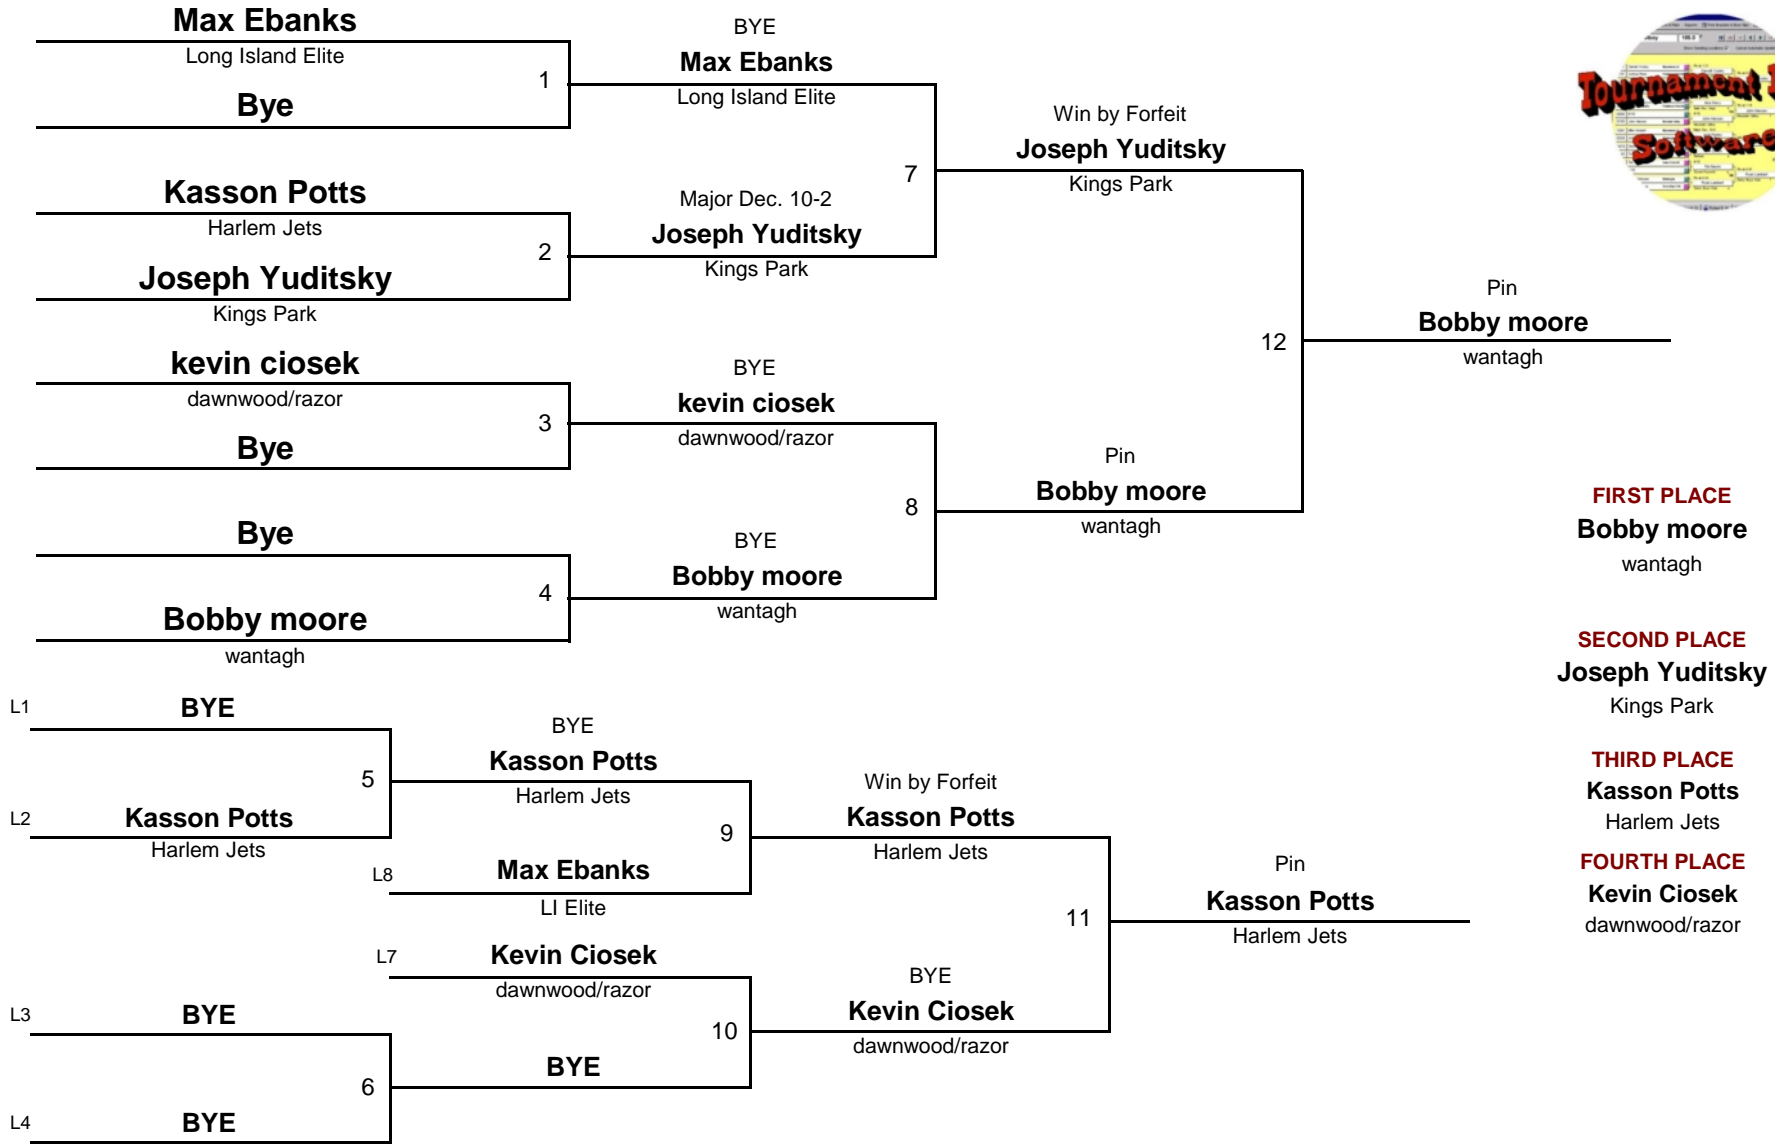 Max Ebanks
Long Island Elite
1
Bye
BYE
Max Ebanks
Long Island Elite
Kasson Potts
Harlem Jets
2
Joseph Yuditsky
Kings Park
Major Dec. 10-2
Joseph Yuditsky
Kings Park
7
Win by Forfeit
Joseph Yuditsky
Kings Park
kevin ciosek
dawnwood/razor
3
Bye
BYE
kevin ciosek
dawnwood/razor
Bye
4
Bobby moore
wantagh
BYE
Bobby moore
wantagh
8
Pin
Bobby moore
wantagh
12
Pin
Bobby moore
wantagh
Tournament
Software
FIRST PLACE
Bobby moore
wantagh
SECOND PLACE
Joseph Yuditsky
Kings Park
THIRD PLACE
Kasson Potts
Harlem Jets
FOURTH PLACE
Kevin Ciosek
dawnwood/razor
L1
BYE
5
L2
Kasson Potts
Harlem Jets
BYE
Kasson Potts
Harlem Jets
9
L8
Max Ebanks
LI Elite
Win by Forfeit
Kasson Potts
Harlem Jets
L7
Kevin Ciosek
dawnwood/razor
10
L3
BYE
6
BYE
L4
BYE
BYE
Kevin Ciosek
dawnwood/razor
11
Pin
Kasson Potts
Harlem Jets